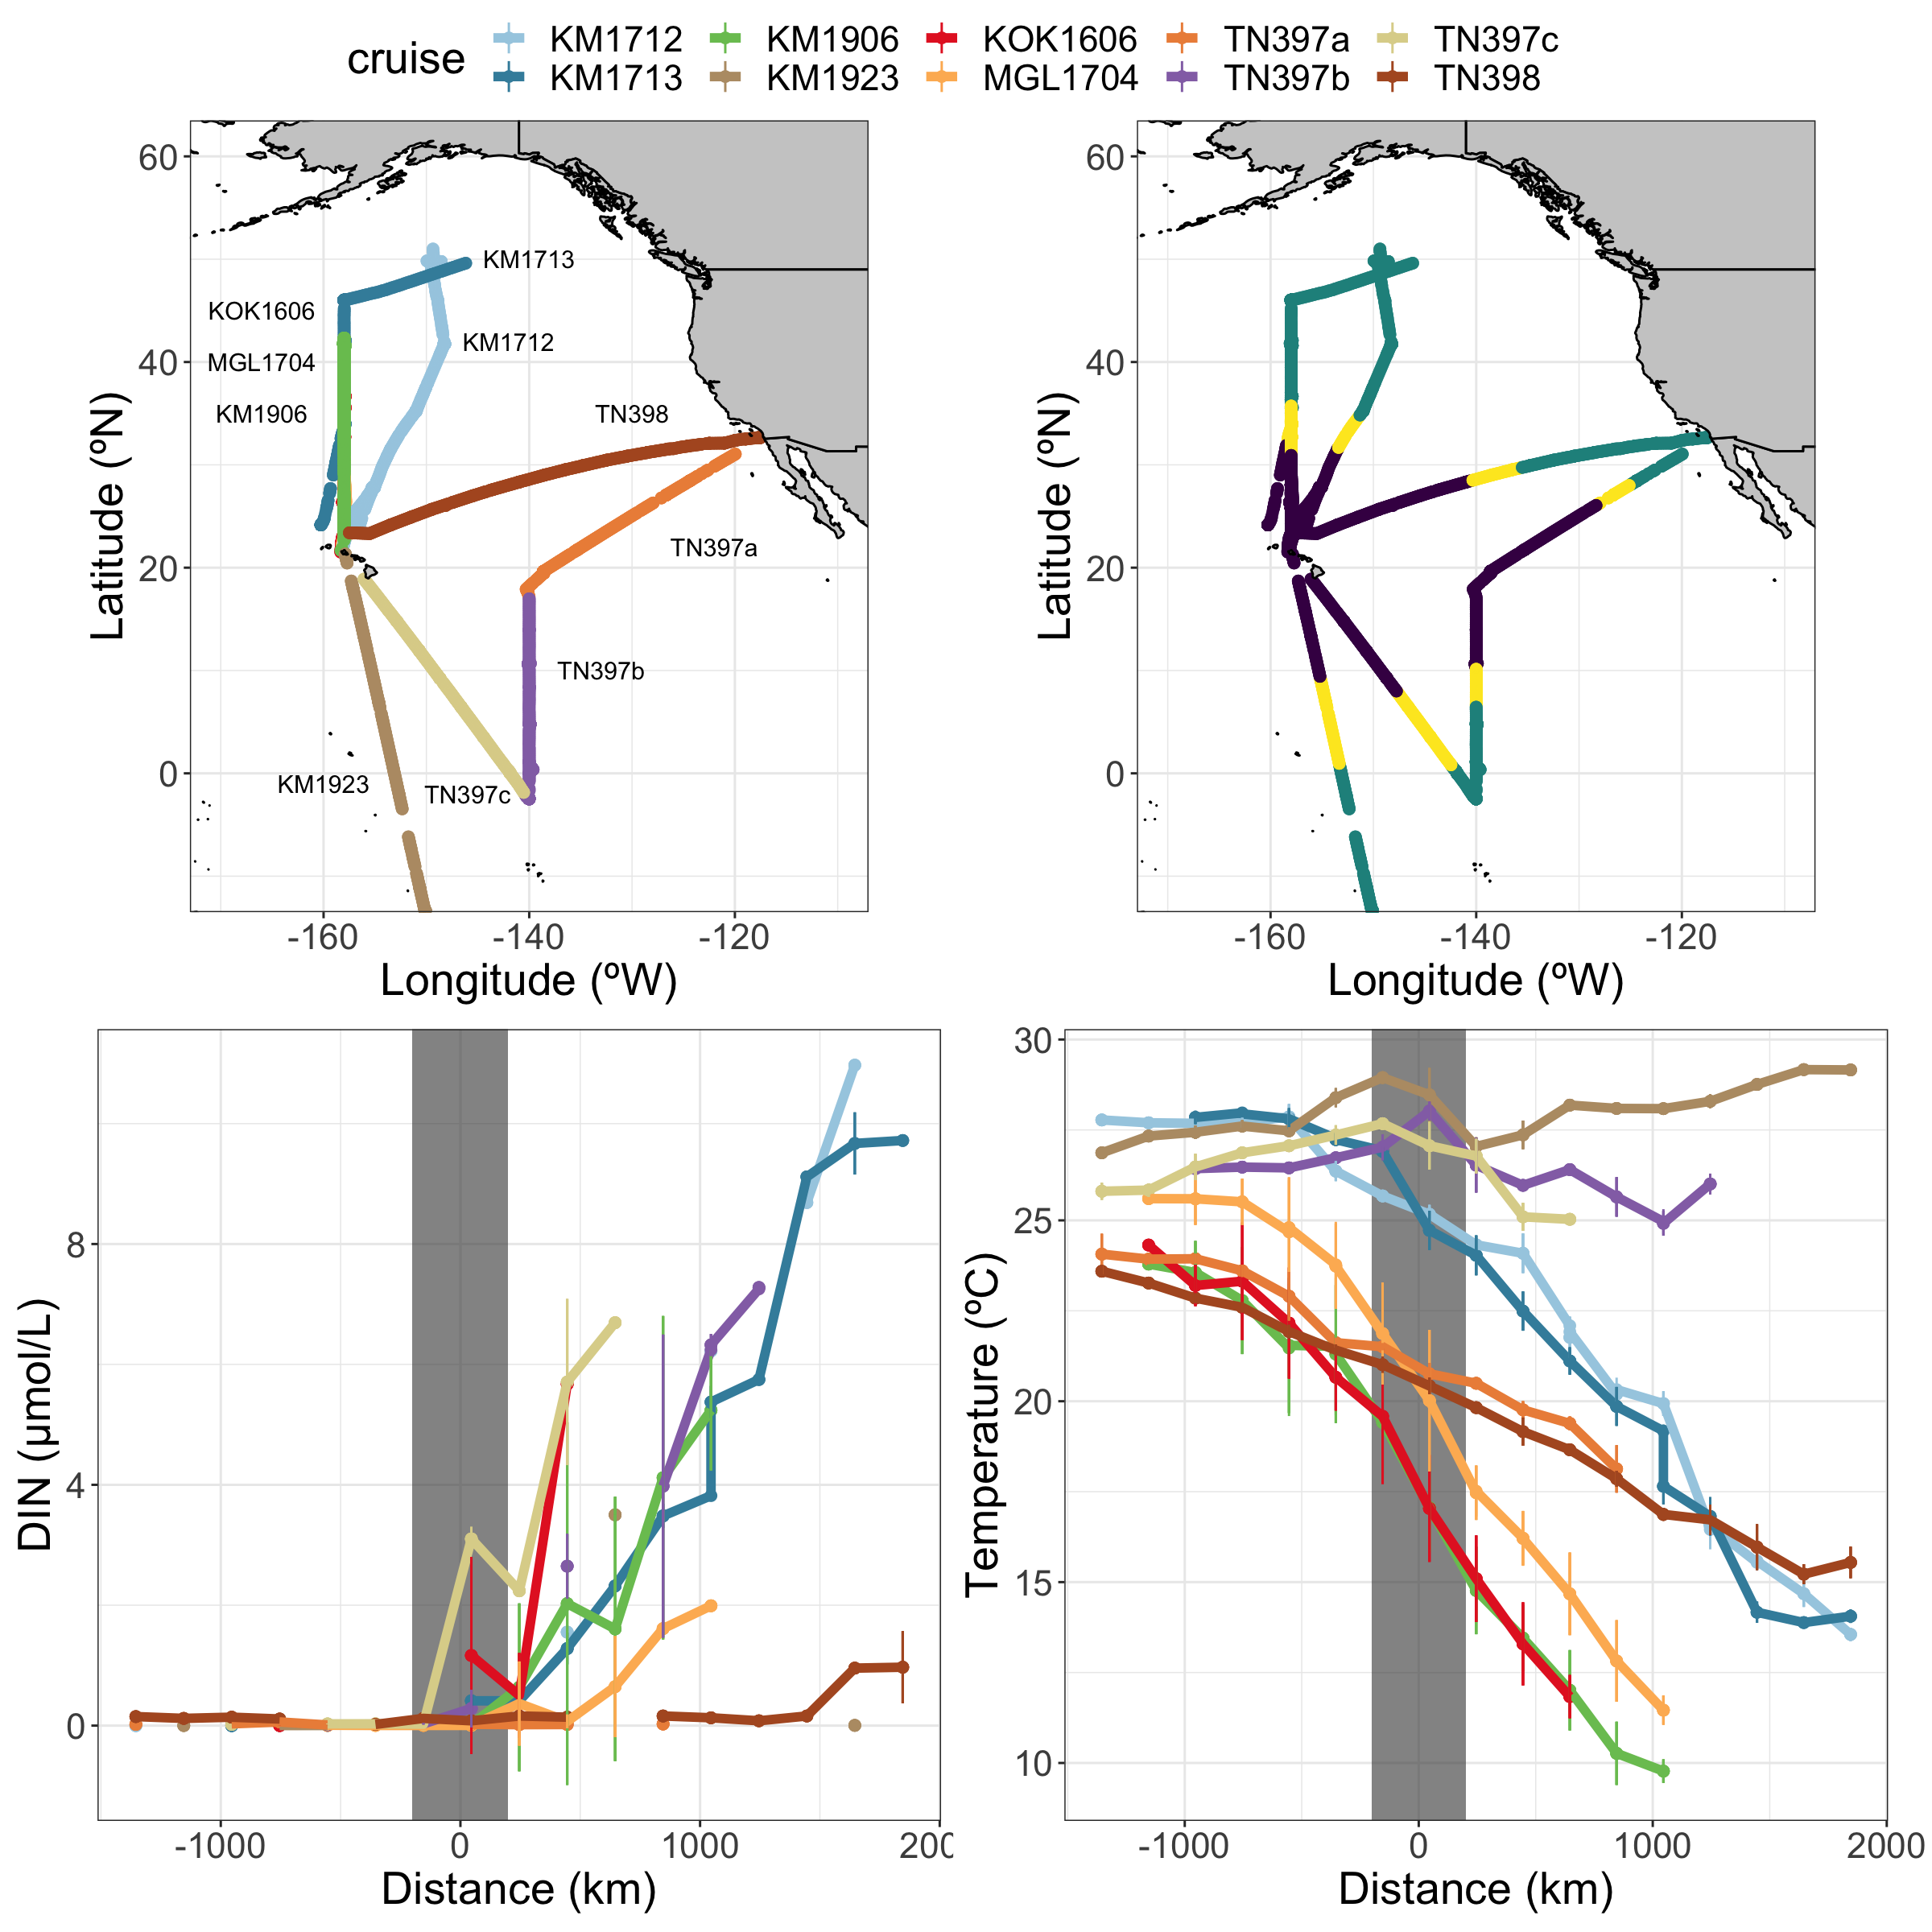 cruise
KM1712 KM1906 KOK1606 TN397a TN397c
KM1713 KM1923 MGL1704 TN397b TN398
60
40
20
0
Latitude (ºN)
KM1713
KOK1606
KM1712
MGL1704
KM1906
TN398
TN397a
TN397b
KM1923
TN397c
-160 -140 -120
Longitude (ºW)
60
40
20
0
Latitude (ºN)
-160 -140 -120
Longitude (ºW)
8
4
0
DIN (μmol/L)
-1000 0 1000 200
Distance (km)
30
25
20
15
10
Temperature (ºC)
-1000 0 1000 2000
Distance (km)